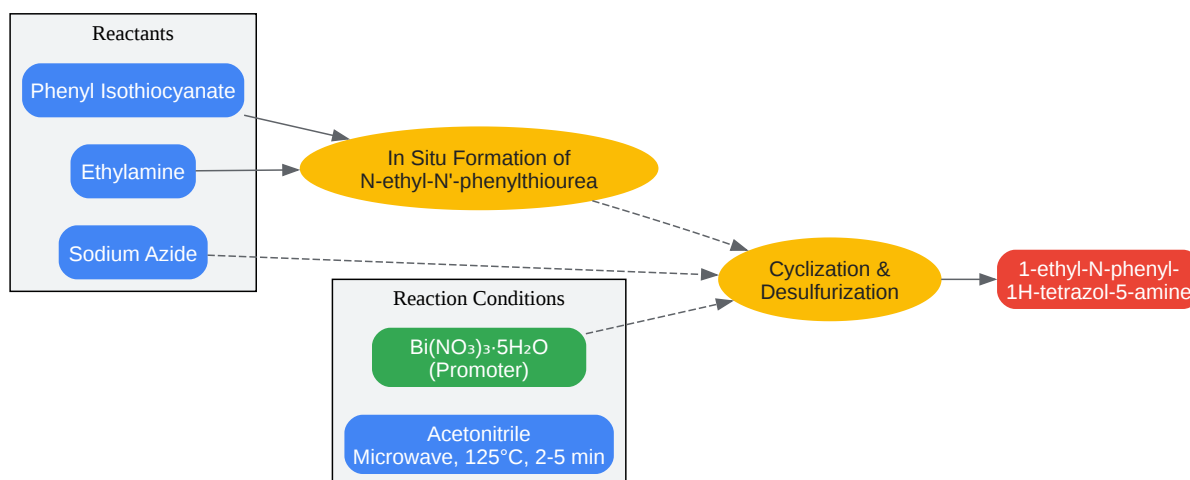 Reactants
Phenyl Isothiocyanate
Ethylamine
Sodium Azide
In Situ Formation of
N-ethyl-N'-phenylthiourea
Reaction Conditions
Bi(NO₃)₃·5H₂O
(Promoter)
Acetonitrile
Microwave, 125°C, 2-5 min
Cyclization &
Desulfurization
1-ethyl-N-phenyl-
1H-tetrazol-5-amine